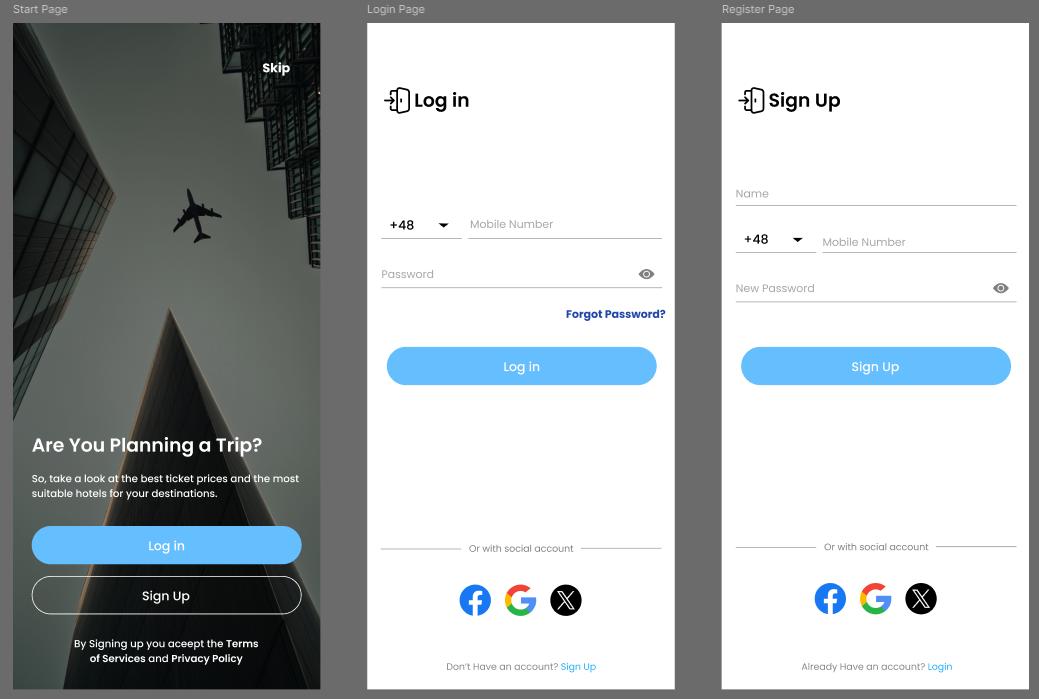 Start Page
Skip
Are You Planning a Trip?
So, take a look at the best ticket prices and the most
suitable hotels for your destinations.
Log in
Sign Up
By Signing up you aceept the Terms
of Services and Privacy Policy
Login Page
Log in
+48
Mobile Number
Password
Forgot Password?
Log in
Or with social account
Don't Have an account? Sign Up
Register Page
Sign Up
Name
+48
Mobile Number
New Password
Sign Up
Or with social account
Already Have an account? Login